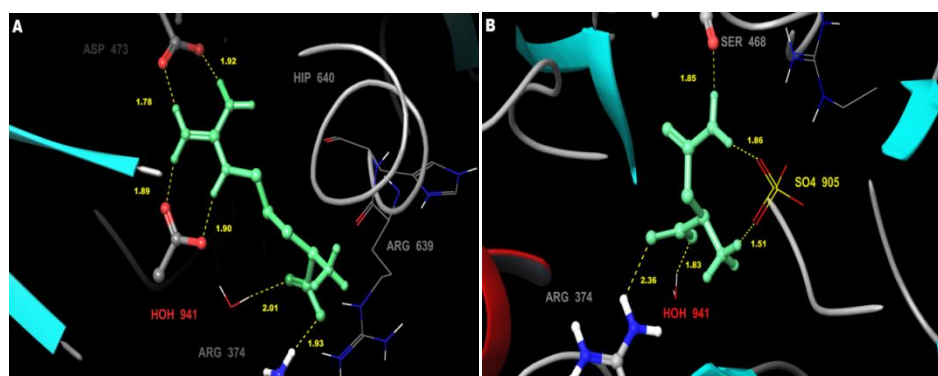 A
ASP 473
1.92
HIP 640
1.78
1.89
1.90
ARG 639
HOH 941
2.01
ARG 374
1.93
B
SER 468
1.85
1.86
SO4 905
1.51
1.83
2.36
ARG 374
HOH 941